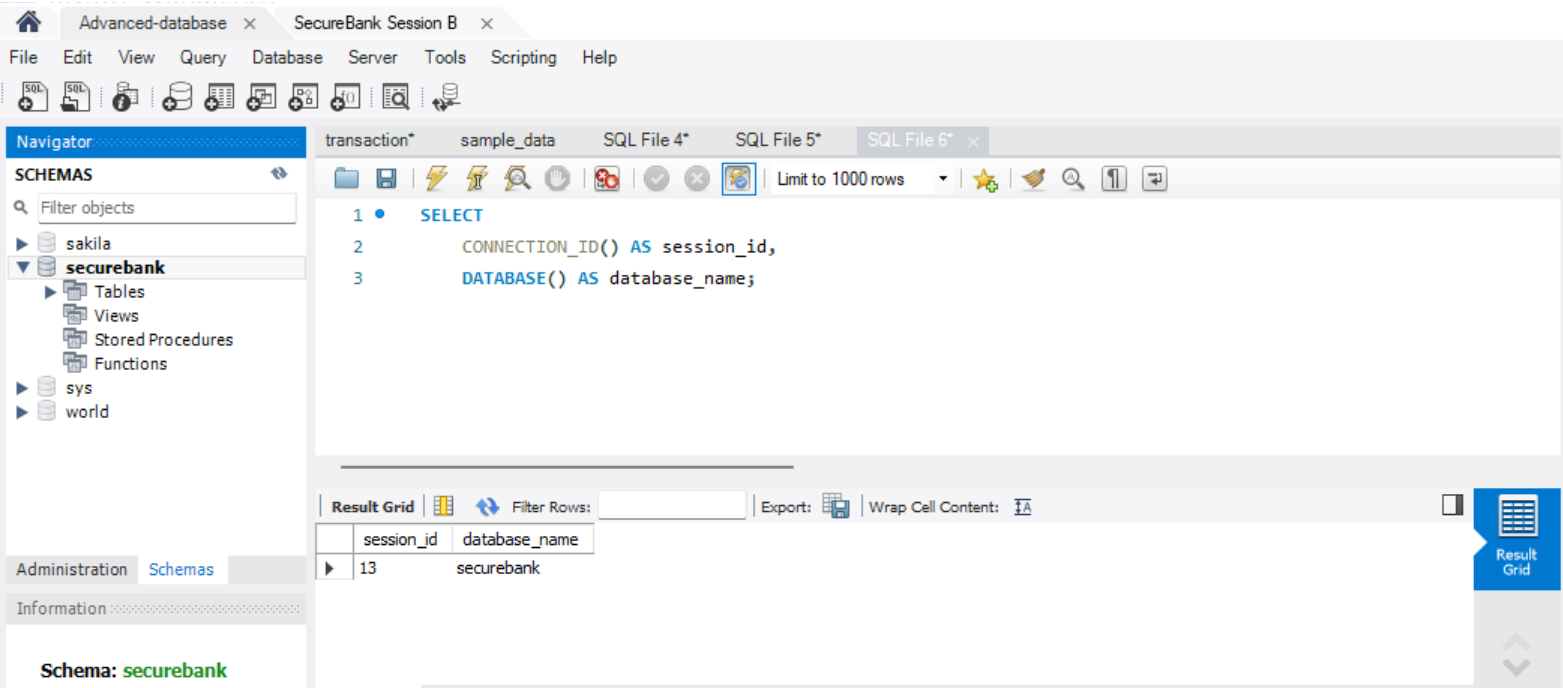 Advanced-database × SecureBank Session B ×
File Edit View Query Database Server Tools Scripting Help
Navigator
SCHEMAS
Filter objects
sakila
securebank
Tables
Views
Stored Procedures
Functions
sys
world
Administration Schemas
Information
Schema: securebank
transaction* sample_data SQL File 4* SQL File 5* SQL File 6* ×
Limit to 1000 rows
1 SELECT
2 CONNECTION_ID() AS session_id,
3 DATABASE() AS database_name;
Result Grid Filter Rows: Export: Wrap Cell Content:
session_id database_name
13 securebank
Result
Grid